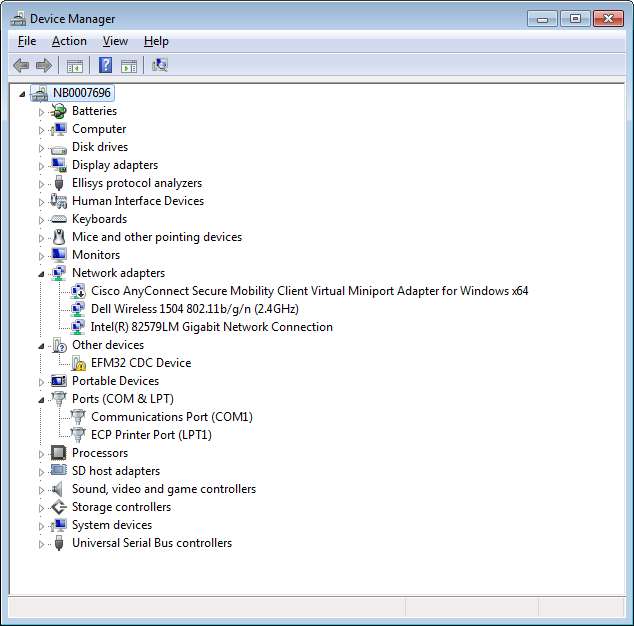 Device Manager
File Action View Help
NB0007696
Batteries
Computer
Disk drives
Display adapters
Ellisys protocol analyzers
Human Interface Devices
Keyboards
Mice and other pointing devices
Monitors
Network adapters
Cisco AnyConnect Secure Mobility Client Virtual Miniport Adapter for Windows x64
Dell Wireless 1504 802.11b/g/n (2.4GHz)
Intel(R) 82579LM Gigabit Network Connection
Other devices
EFM32 CDC Device
Portable Devices
Ports (COM & LPT)
Communications Port (COM1)
ECP Printer Port (LPT1)
Processors
SD host adapters
Sound, video and game controllers
Storage controllers
System devices
Universal Serial Bus controllers